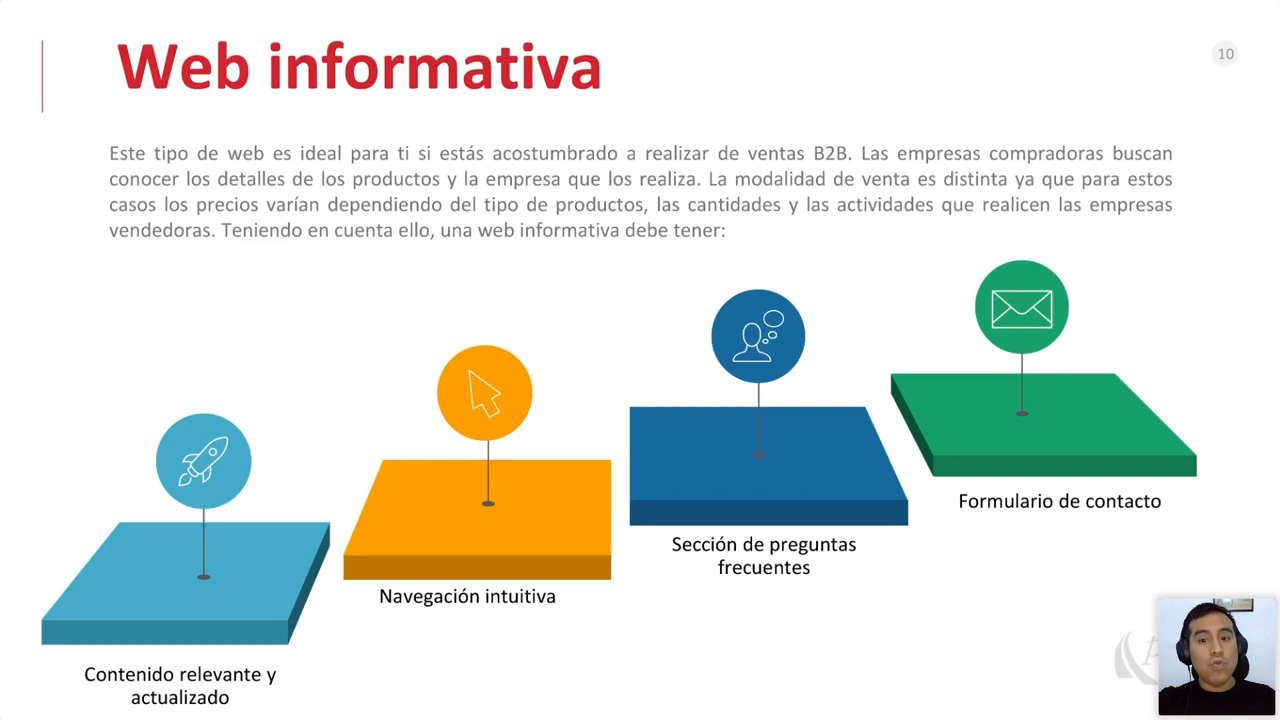 Web informativa
10
Este tipo de web es ideal para ti si estás acostumbrado a realizar de ventas B2B. Las empresas compradoras buscan
conocer los detalles de los productos y la empresa que los realiza. La modalidad de venta es distinta ya que para estos
casos los precios varían dependiendo del tipo de productos, las cantidades y las actividades que realicen las empresas
vendedoras. Teniendo en cuenta ello, una web informativa debe tener:
Formulario de contacto
Sección de preguntas
frecuentes
Navegación intuitiva
Contenido relevante y
actualizado